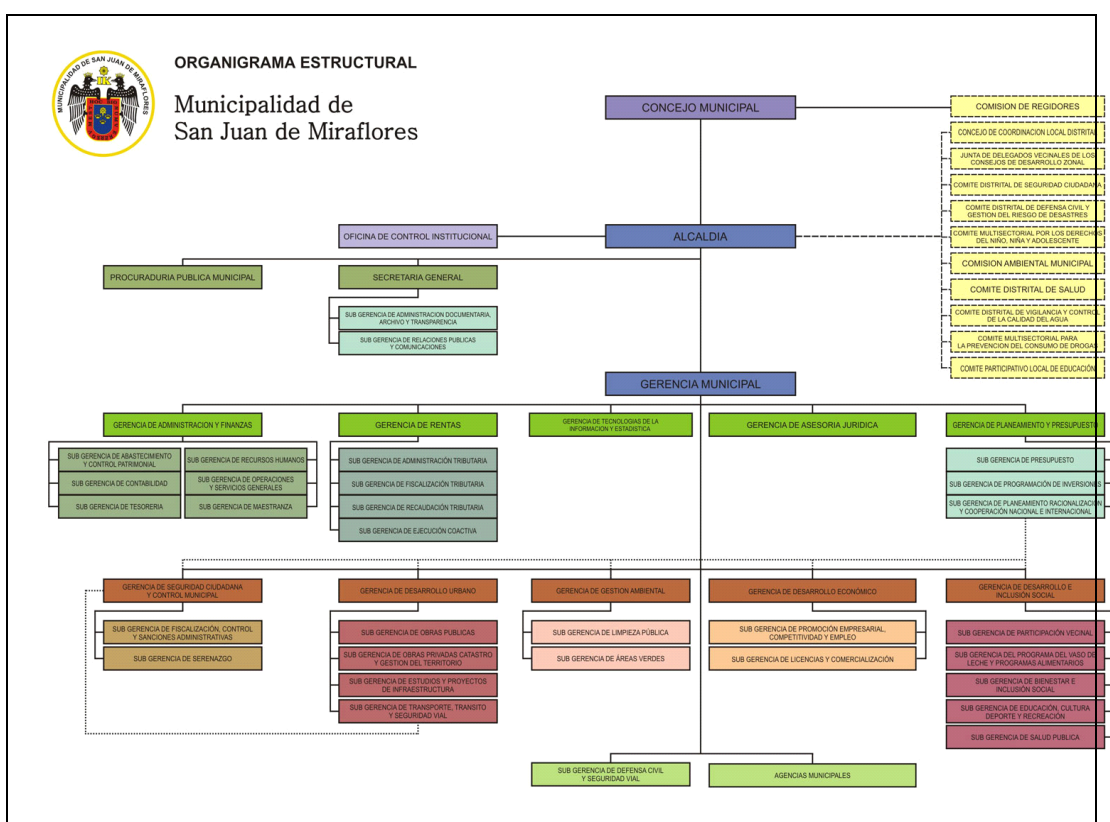 MUNICIPALIDAD DE SAN JUAN DE MIRAFLORES
ORGANIGRAMA ESTRUCTURAL
Municipalidad de
San Juan de Miraflores
CONCEJO MUNICIPAL
COMISION DE REGIDORES
CONCEJO DE COORDINACION LOCAL DISTRITAL
JUNTA DE DELEGADOS VECINALES DE LOS
CONSEJOS DE DESARROLLO ZONAL
COMITE DISTRITAL DE SEGURIDAD CIUDADANA
COMITE DISTRITAL DE DEFENSA CIVIL Y
GESTION DEL RIESGO DE DESASTRES
COMITE MULTISECTORIAL POR LOS DERECHOS
DEL NIÑO, NIÑA Y ADOLESCENTE
COMISION AMBIENTAL MUNICIPAL
COMITE DISTRITAL DE SALUD
COMITE DISTRITAL DE VIGILANCIA Y CONTROL
DE LA CALIDAD DEL AGUA
COMITE MULTISECTORIAL PARA
LA PREVENCION DEL CONSUMO DE DROGAS
COMITE PARTICIPATIVO LOCAL DE EDUCACIÓN
OFICINA DE CONTROL INSTITUCIONAL
ALCALDIA
PROCURADURIA PUBLICA MUNICIPAL
SECRETARIA GENERAL
SUB GERENCIA DE ADMINISTRACION DOCUMENTARIA,
ARCHIVO Y TRANSPARENCIA
SUB GERENCIA DE RELACIONES PUBLICAS
Y COMUNICACIONES
GERENCIA MUNICIPAL
GERENCIA DE ADMINISTRACION Y FINANZAS
SUB GERENCIA DE ABASTECIMIENTO
Y CONTROL PATRIMONIAL
SUB GERENCIA DE CONTABILIDAD
SUB GERENCIA DE TESORERIA
SUB GERENCIA DE RECURSOS HUMANOS
SUB GERENCIA DE OPERACIONES
Y SERVICIOS GENERALES
SUB GERENCIA DE MAESTRANZA
GERENCIA DE RENTAS
SUB GERENCIA DE ADMINISTRACIÓN TRIBUTARIA
SUB GERENCIA DE FISCALIZACIÓN TRIBUTARIA
SUB GERENCIA DE RECAUDACIÓN TRIBUTARIA
SUB GERENCIA DE EJECUCIÓN COACTIVA
GERENCIA DE TECNOLOGIAS DE LA
INFORMACION Y ESTADISTICA
GERENCIA DE ASESORIA JURIDICA
GERENCIA DE PLANEAMIENTO Y PRESUPUESTO
SUB GERENCIA DE PRESUPUESTO
SUB GERENCIA DE PROGRAMACIÓN DE INVERSIONES
SUB GERENCIA DE PLANEAMIENTO RACIONALIZACIÓN
Y COOPERACIÓN NACIONAL E INTERNACIONAL
GERENCIA DE SEGURIDAD CIUDADANA
Y CONTROL MUNICIPAL
SUB GERENCIA DE FISCALIZACIÓN, CONTROL
Y SANCIONES ADMINISTRATIVAS
SUB GERENCIA DE SERENAZGO
GERENCIA DE DESARROLLO URBANO
SUB GERENCIA DE OBRAS PUBLICAS
SUB GERENCIA DE OBRAS PRIVADAS CATASTRO
Y GESTION DEL TERRITORIO
SUB GERENCIA DE ESTUDIOS Y PROYECTOS
DE INFRAESTRUCTURA
SUB GERENCIA DE TRANSPORTE, TRANSITO
Y SEGURIDAD VIAL
GERENCIA DE GESTION AMBIENTAL
SUB GERENCIA DE LIMPIEZA PÚBLICA
SUB GERENCIA DE ÁREAS VERDES
GERENCIA DE DESARROLLO ECONÓMICO
SUB GERENCIA DE PROMOCIÓN EMPRESARIAL,
COMPETITIVIDAD Y EMPLEO
SUB GERENCIA DE LICENCIAS Y COMERCIALIZACIÓN
GERENCIA DE DESARROLLO E
INCLUSIÓN SOCIAL
SUB GERENCIA DE PARTICIPACIÓN VECINAL
SUB GERENCIA DEL PROGRAMA DEL VASO DE
LECHE Y PROGRAMAS ALIMENTARIOS
SUB GERENCIA DE BIENESTAR E
INCLUSIÓN SOCIAL
SUB GERENCIA DE EDUCACIÓN, CULTURA
DEPORTE Y RECREACIÓN
SUB GERENCIA DE SALUD PUBLICA
SUB GERENCIA DE DEFENSA CIVIL
Y SEGURIDAD VIAL
AGENCIAS MUNICIPALES